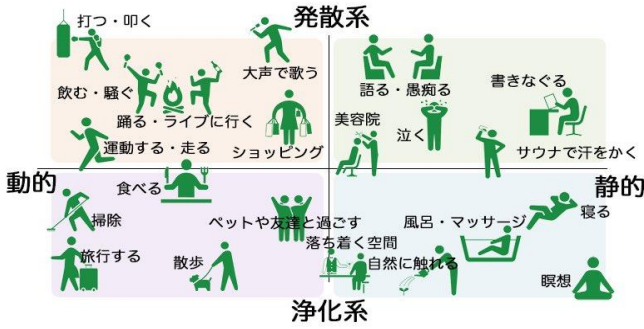 発散系
打つ・叩く
大声で歌う
飲む・騒ぐ
踊る・ライブに行く
運動する・走る
ショッピング
語る・愚痴る
書きなぐる
美容院
泣く
サウナで汗をかく
動的
静的
食べる
掃除
旅行する
散歩
ペットや友達と過ごす
風呂・マッサージ
寝る
落ち着く空間
自然に触れる
瞑想
浄化系